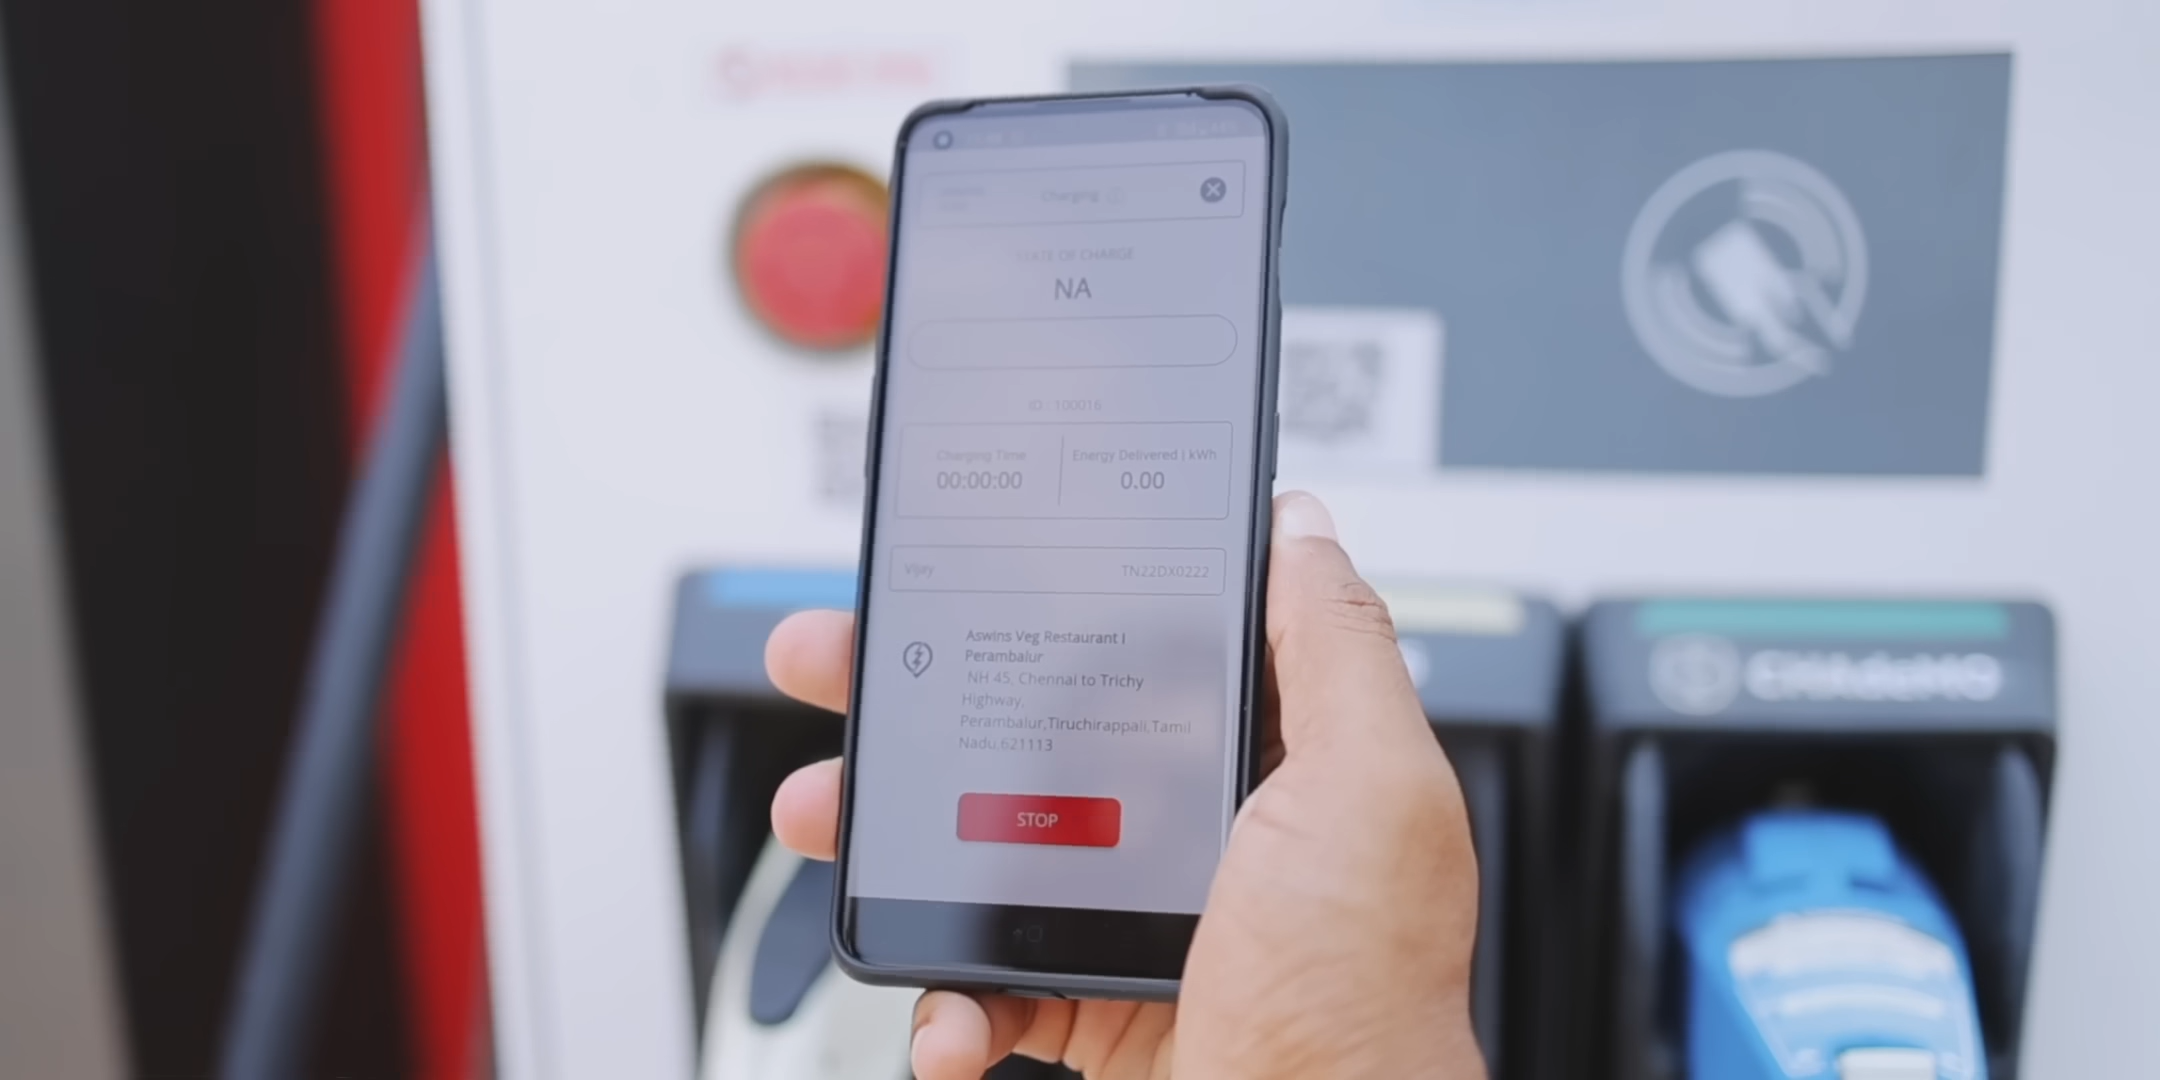 Charging
STATE OF CHARGE
NA
ID : 100016
Charging Time
00:00:00
Energy Delivered | kWh
0.00
Vijay
TN22DX0222
Aswins Veg Restaurant |
Perambalur
NH 45, Chennai to Trichy
Highway,
Perambalur,Tiruchirappali,Tamil
Nadu,621113
STOP
CHAdeMO